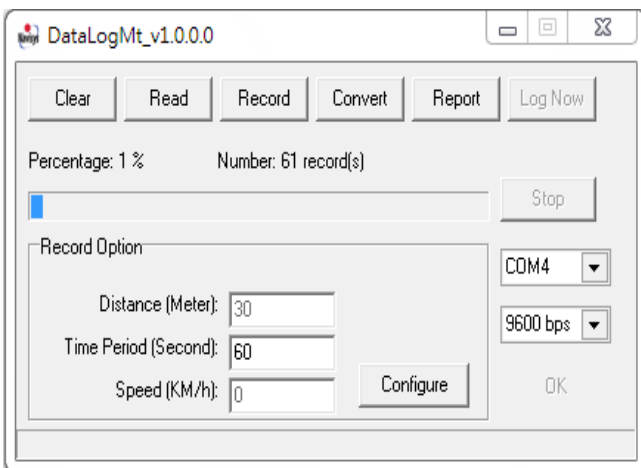 DataLogMt_v1.0.0.0
Clear Read Record Convert Report Log Now
Percentage: 1 % Number: 61 record(s)
Stop
Record Option
COM4
Distance (Meter): 30
9600 bps
Time Period (Second): 60
Speed (KM/h): 0
Configure
OK